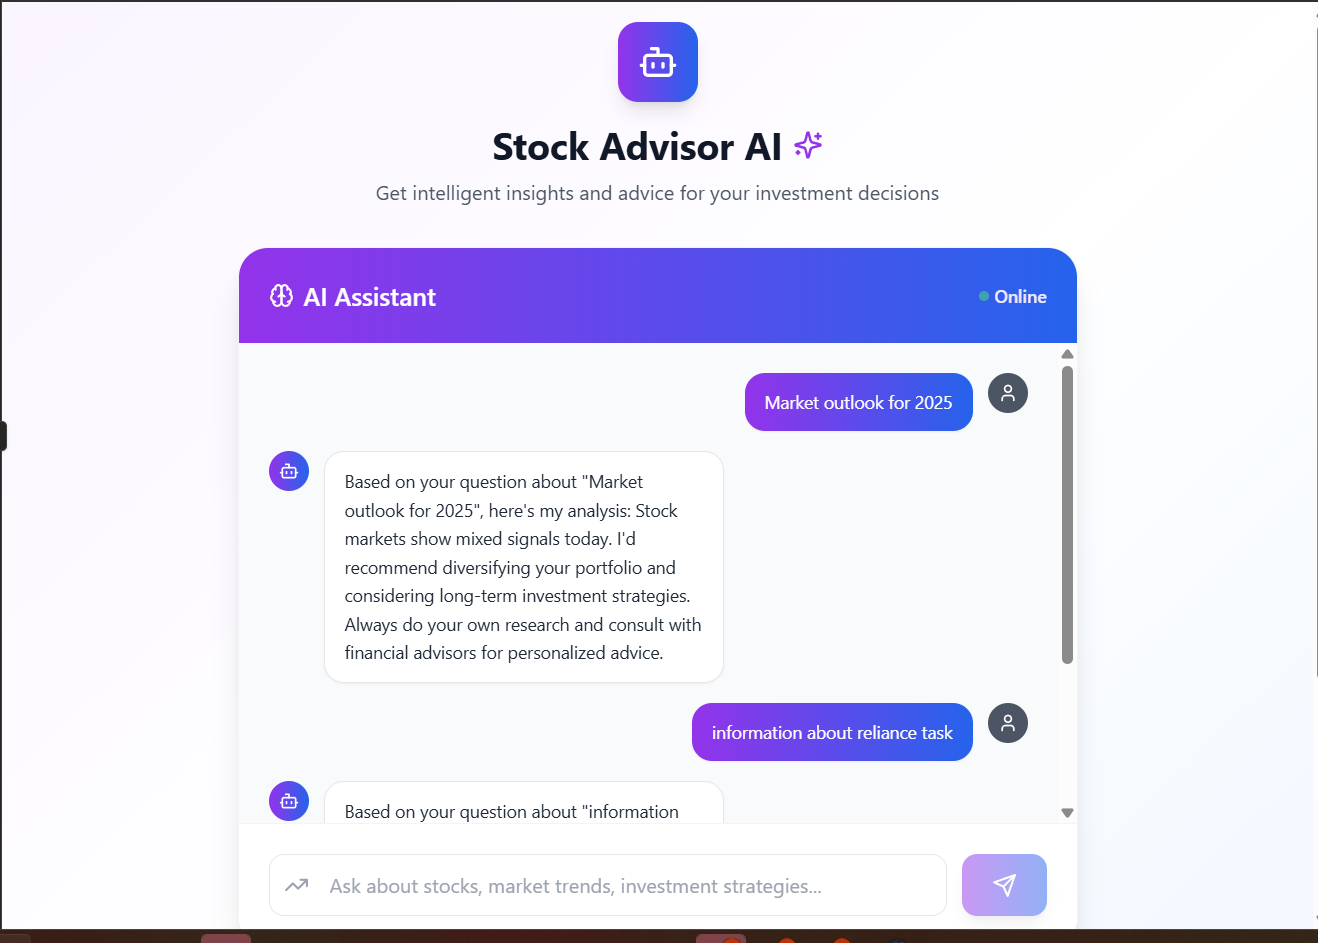 Stock Advisor AI
Get intelligent insights and advice for your investment decisions
AI Assistant
Online
Market outlook for 2025
Based on your question about "Market
outlook for 2025", here's my analysis: Stock
markets show mixed signals today. I'd
recommend diversifying your portfolio and
considering long-term investment strategies.
Always do your own research and consult with
financial advisors for personalized advice.
information about reliance task
Based on your question about "information
Ask about stocks, market trends, investment strategies...